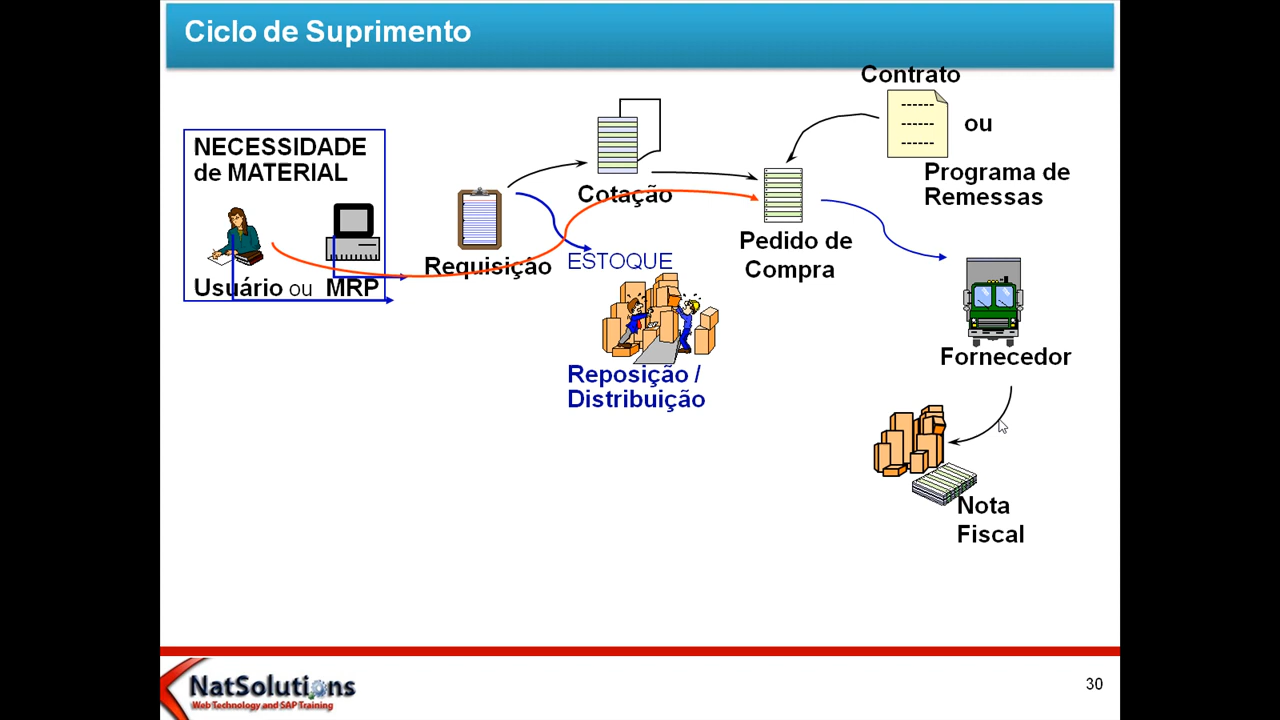 Ciclo de Suprimento
Contrato
ou
Programa de
Remessas
NECESSIDADE
de MATERIAL
Usuário ou MRP
Requisição
Cotação
ESTOQUE
Reposição /
Distribuição
Pedido de
Compra
Fornecedor
Nota
Fiscal
NatSolutions
Web Technology and SAP Training
30